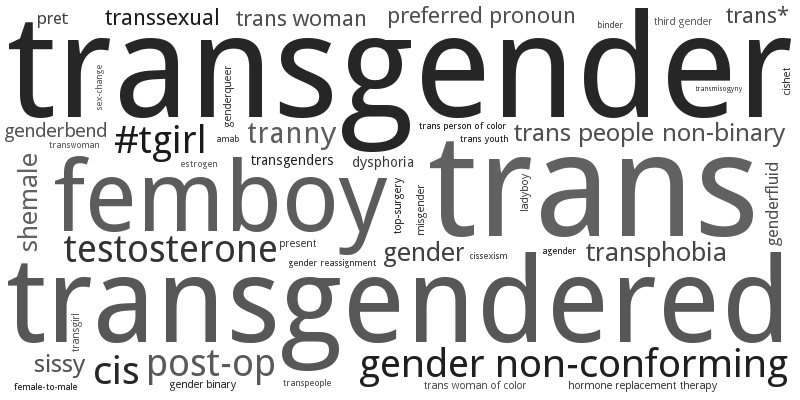 pret
transsexual
trans woman
preferred pronoun
binder
third gender
trans*
transgender
sex-change
genderqueer
transmisogyny
cishet
genderbend
transwoman
#tgirl
amab
tranny
trans person of color
trans youth
trans people
non-binary
estrogen
transgenders
dysphoria
shemale
femboy
top-surgery
misgender
trans
ladyboy
genderfluid
testosterone
present
gender reassignment
gender
cissexism
agender
transphobia
transgendered
transgirl
sissy
cis
post-op
gender non-conforming
female-to-male
gender binary
transpeople
trans woman of color
hormone replacement therapy